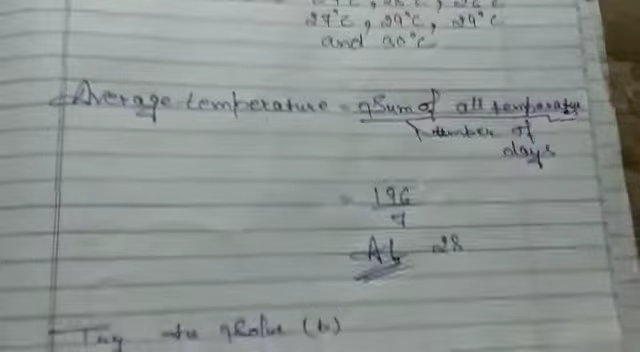 27°C, 29°C, 29°C
and 30°C
Average temperature = Sum of all temperature
Number of
days
= 196
7
28
Try to Solve (b)